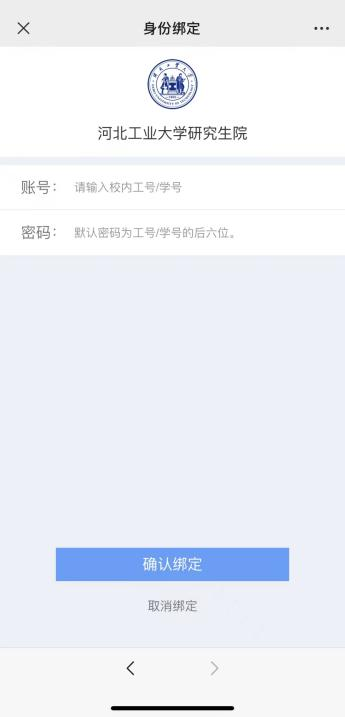 身份绑定
河北工业大学研究生院
账号： 请输入校内工号/学号
密码： 默认密码为工号/学号的后六位。
确认绑定
取消绑定